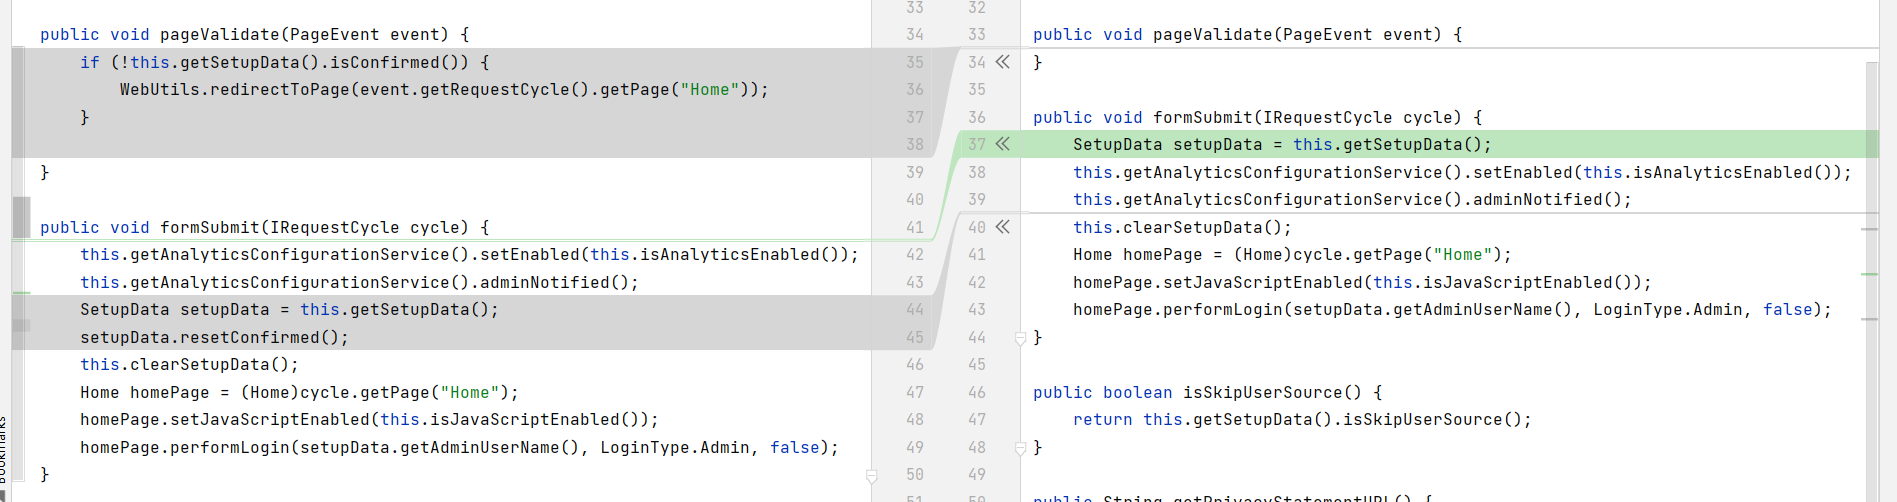 public void pageValidate(PageEvent event) {
if (!this.getSetupData().isConfirmed()) {
WebUtils.redirectToPage(event.getRequestCycle().getPage("Home"));
}
}
public void formSubmit(IRequestCycle cycle) {
this.getAnalyticsConfigurationService().setEnabled(this.isAnalyticsEnabled());
this.getAnalyticsConfigurationService().adminNotified();
SetupData setupData = this.getSetupData();
setupData.resetConfirmed();
this.clearSetupData();
Home homePage = (Home)cycle.getPage("Home");
homePage.setJavaScriptEnabled(this.isJavaScriptEnabled());
homePage.performLogin(setupData.getAdminUserName(), LoginType.Admin, false);
}
33 32
34 33
35 34
36 35
37 36
38 37
39 38
40 39
41 40
42 41
43 42
44 43
45 44
46 45
47 46
48 47
49 48
50 49
51 50
public void pageValidate(PageEvent event) {
}
public void formSubmit(IRequestCycle cycle) {
SetupData setupData = this.getSetupData();
this.getAnalyticsConfigurationService().setEnabled(this.isAnalyticsEnabled());
this.getAnalyticsConfigurationService().adminNotified();
this.clearSetupData();
Home homePage = (Home)cycle.getPage("Home");
homePage.setJavaScriptEnabled(this.isJavaScriptEnabled());
homePage.performLogin(setupData.getAdminUserName(), LoginType.Admin, false);
}
public boolean isSkipUserSource() {
return this.getSetupData().isSkipUserSource();
}
public String getPrivacyStatementURL() {